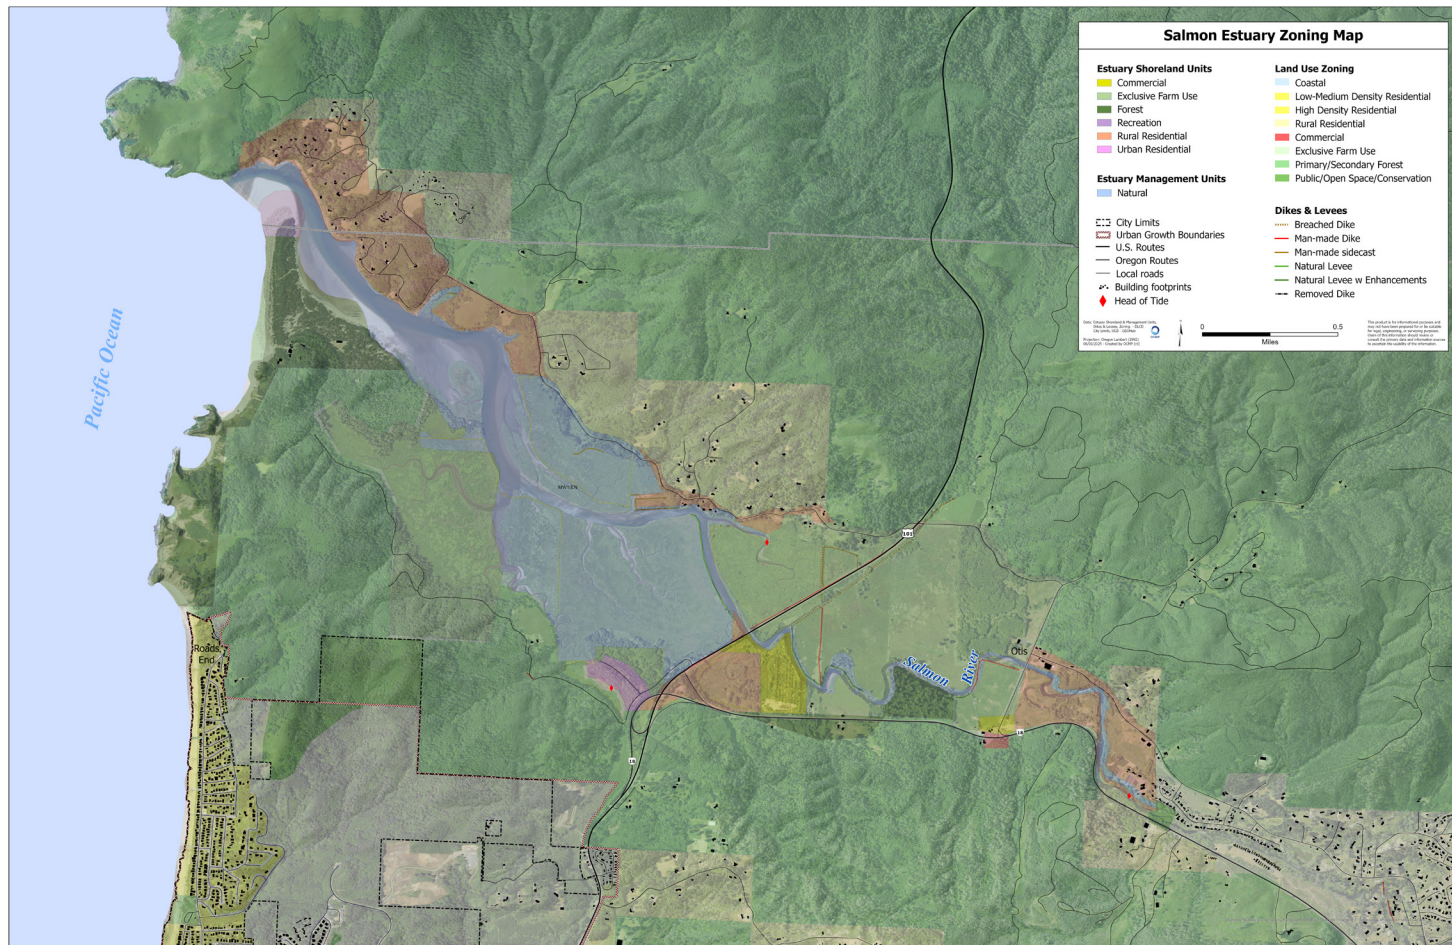 Salmon Estuary Zoning Map
Estuary Shoreland Units
Commercial
Exclusive Farm Use
Forest
Recreation
Rural Residential
Urban Residential
Estuary Management Units
Natural
City Limits
Urban Growth Boundaries
U.S. Routes
Oregon Routes
Local roads
Building footprints
Head of Tide
Land Use Zoning
Coastal
Low-Medium Density Residential
High Density Residential
Rural Residential
Commercial
Exclusive Farm Use
Primary/Secondary Forest
Public/Open Space/Conservation
Dikes & Levees
Breached Dike
Man-made Dike
Man-made sidecast
Natural Levee
Natural Levee w Enhancements
Removed Dike
0 0.5
Miles
Pacific Ocean
101
Roads
End
Otis
Salmon
River
18
18